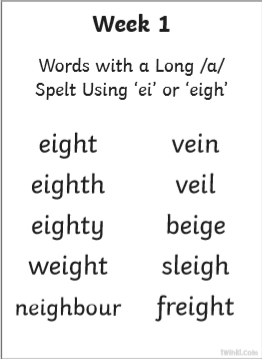 Week 1
Words with a Long /a/
Spelt Using ‘ei’ or ‘eigh’
eight vein
eighth veil
eighty beige
weight sleigh
neighbour freight
twinkl.com